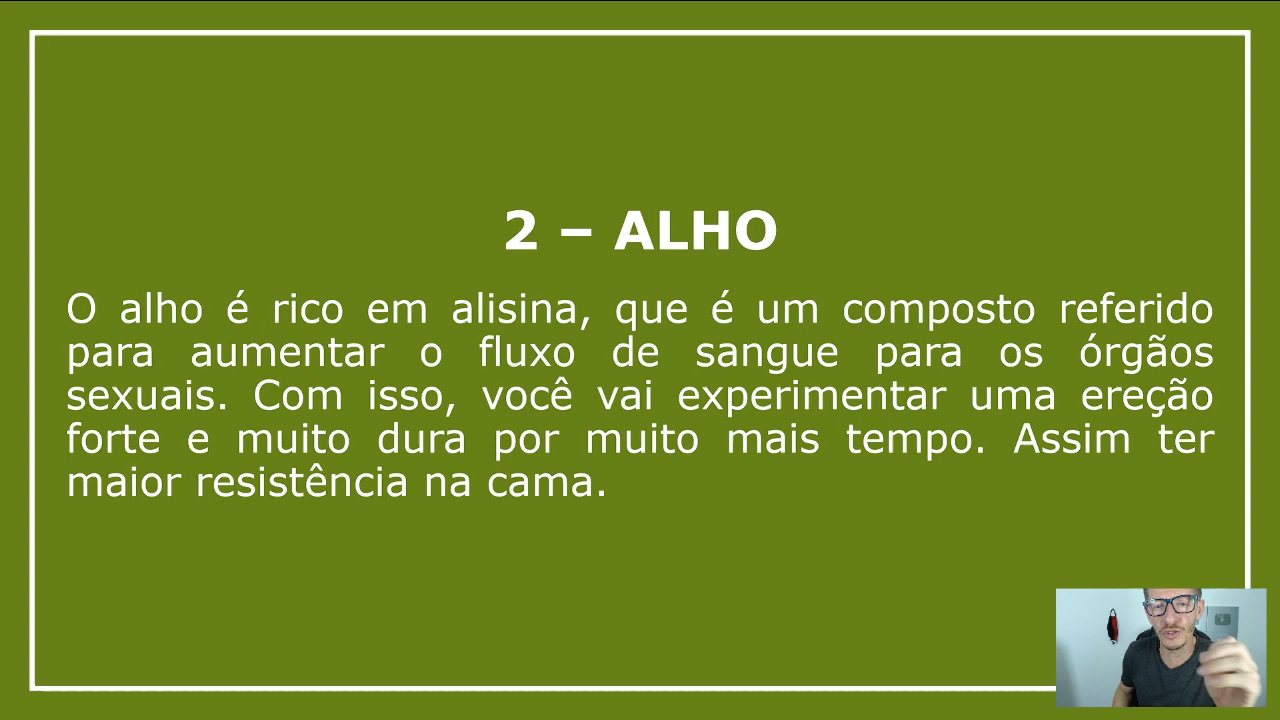 2 – ALHO
O alho é rico em alisina, que é um composto referido
para aumentar o fluxo de sangue para os órgãos
sexuais. Com isso, você vai experimentar uma ereção
forte e muito dura por muito mais tempo. Assim ter
maior resistência na cama.